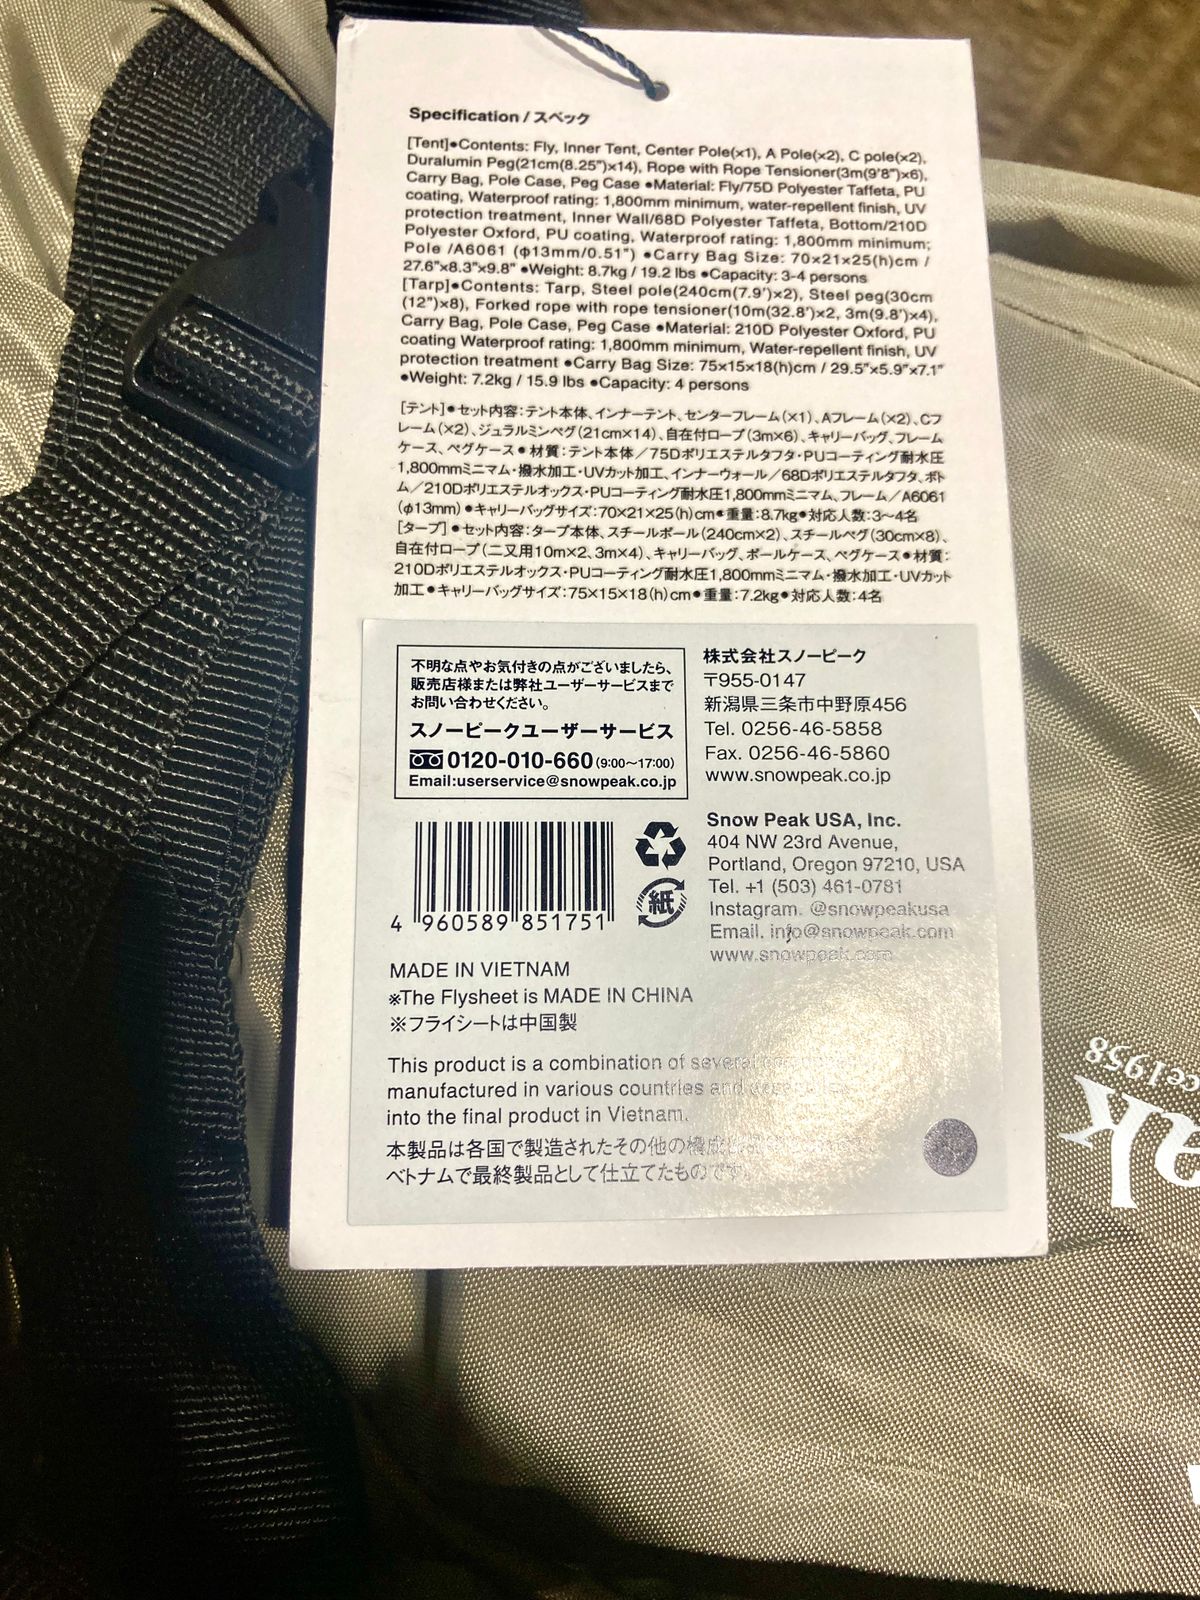 Specification / スペック
[Tent]●Contents: Fly, Inner Tent, Center Pole(×1), A Pole(×2), C pole(×2),
Duralumin Peg(21cm(8.25")×14), Rope with Rope Tensioner(3m(9'8")×6),
Carry Bag, Pole Case, Peg Case ●Material: Fly/75D Polyester Taffeta, PU
coating, Waterproof rating: 1,800mm minimum, water-repellent finish, UV
protection treatment, Inner Wall/68D Polyester Taffeta, Bottom/210D
Polyester Oxford, PU coating, Waterproof rating: 1,800mm minimum;
Pole /A6061 (φ13mm/0.51") ●Carry Bag Size: 70×21×25(h)cm /
27.6"×8.3"×9.8" ●Weight: 8.7kg / 19.2 lbs ●Capacity: 3-4 persons
[Tarp]●Contents: Tarp, Steel pole(240cm(7.9')×2), Steel peg(30cm
(12")×8), Forked rope with rope tensioner(10m(32.8')×2, 3m(9.8')×4),
Carry Bag, Pole Case, Peg Case ●Material: 210D Polyester Oxford, PU
coating Waterproof rating: 1,800mm minimum, Water-repellent finish, UV
protection treatment ●Carry Bag Size: 75×15×18(h)cm / 29.5"×5.9"×7.1"
●Weight: 7.2kg / 15.9 lbs ●Capacity: 4 persons
[テント]●セット内容:テント本体、インナーテント、センターフレーム(×1)、Aフレーム(×2)、Cフ
レーム(×2)、ジュラルミンペグ(21cm×14)、自在付ロープ(3m×6)、キャリーバッグ、フレーム
ケース、ペグケース●材質:テント本体/75Dポリエステルタフタ・PUコーティング耐水圧
1,800mmミニマム・撥水加工・UVカット加工、インナーウォール/68Dポリエステルタフタ、ボト
ム/210Dポリエステルオックス・PUコーティング耐水圧1,800mmミニマム、フレーム/A6061
(φ13mm)●キャリーバッグサイズ:70×21×25(h)cm●重量:8.7kg●対応人数:3〜4名
[タープ]●セット内容:タープ本体、スチールポール(240cm×2)、スチールペグ(30cm×8)、
自在付ロープ(二又用10m×2、3m×4)、キャリーバッグ、ポールケース、ペグケース●材質:
210Dポリエステルオックス・PUコーティング耐水圧1,800mmミニマム・撥水加工・UVカット
加工●キャリーバッグサイズ:75×15×18(h)cm●重量:7.2kg●対応人数:4名
不明な点やお気付きの点がございましたら、
販売店様または弊社ユーザーサービスまで
お問い合わせください。
スノーピークユーザーサービス
0120-010-660(9:00〜17:00)
Email:userservice@snowpeak.co.jp
株式会社スノーピーク
〒955-0147
新潟県三条市中野原456
Tel. 0256-46-5858
Fax. 0256-46-5860
www.snowpeak.co.jp
Snow Peak USA, Inc.
404 NW 23rd Avenue,
Portland, Oregon 97210, USA
Tel. +1 (503) 461-0781
Instagram. @snowpeakusa
Email. info@snowpeak.com
www.snowpeak.com
紙
4 960589 851751
MADE IN VIETNAM
※The Flysheet is MADE IN CHINA
※フライシートは中国製
This product is a combination of several
manufactured in various countries and
into the final product in Vietnam.
本製品は各国で製造されたその他の構成
ベトナムで最終製品として仕立てたものです
ce1958
ak